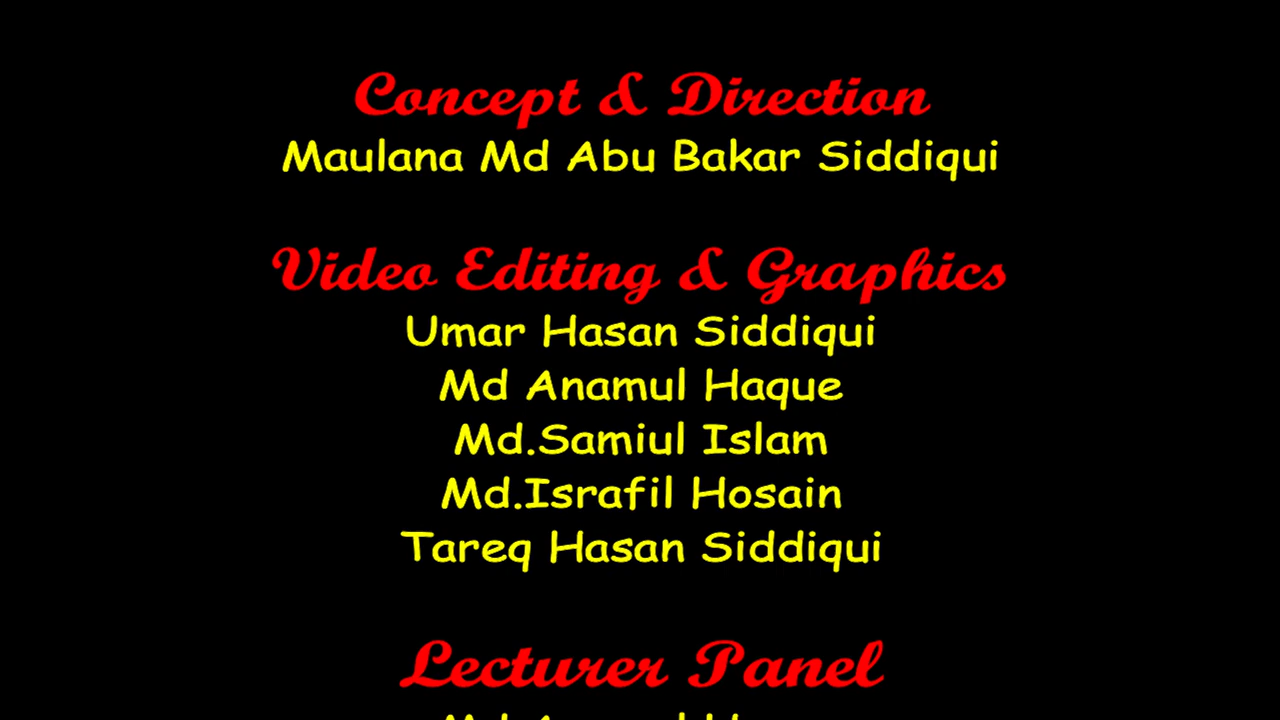 Concept & Direction
Maulana Md Abu Bakar Siddiqui
Video Editing & Graphics
Umar Hasan Siddiqui
Md Anamul Haque
Md.Samiul Islam
Md.Israfil Hosain
Tareq Hasan Siddiqui
Lecturer Panel